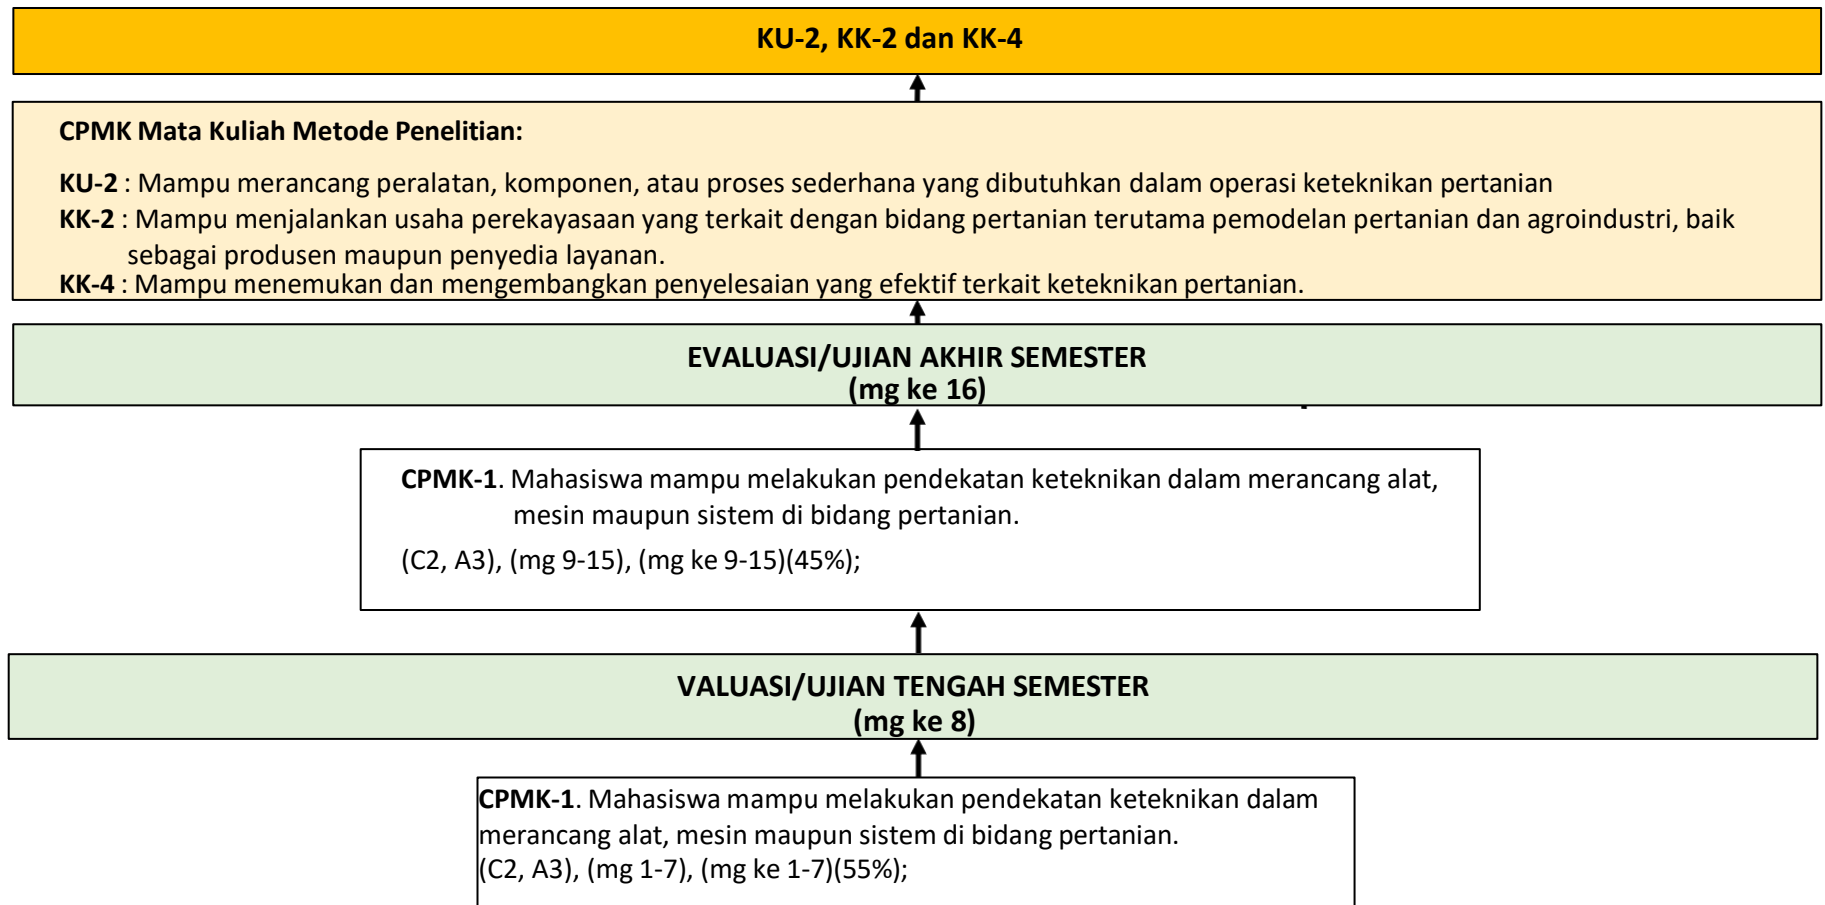 KU-2, KK-2 dan KK-4
CPMK Mata Kuliah Metode Penelitian:
KU-2 : Mampu merancang peralatan, komponen, atau proses sederhana yang dibutuhkan dalam operasi keteknikan pertanian
KK-2 : Mampu menjalankan usaha perekayasaan yang terkait dengan bidang pertanian terutama pemodelan pertanian dan agroindustri, baik
sebagai produsen maupun penyedia layanan.
KK-4 : Mampu menemukan dan mengembangkan penyelesaian yang efektif terkait keteknikan pertanian.
EVALUASI/UJIAN AKHIR SEMESTER
(mg ke 16)
CPMK-1. Mahasiswa mampu melakukan pendekatan keteknikan dalam merancang alat,
mesin maupun sistem di bidang pertanian.
(C2, A3), (mg 9-15), (mg ke 9-15)(45%);
VALUASI/UJIAN TENGAH SEMESTER
(mg ke 8)
CPMK-1. Mahasiswa mampu melakukan pendekatan keteknikan dalam
merancang alat, mesin maupun sistem di bidang pertanian.
(C2, A3), (mg 1-7), (mg ke 1-7)(55%);